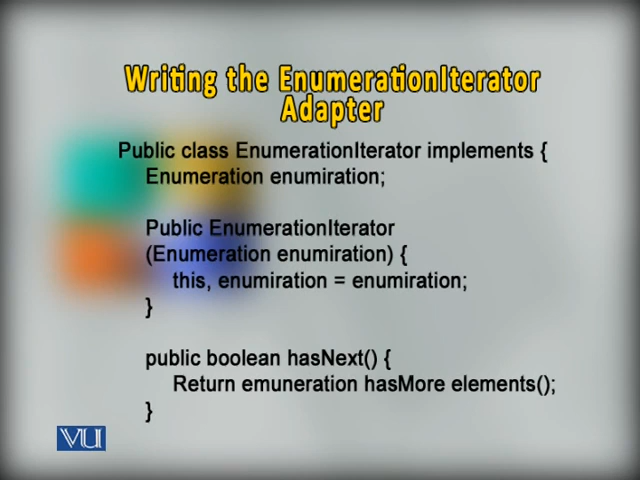 Writing the EnumerationIterator
Adapter
Public class EnumerationIterator implements {
Enumeration enumiration;
Public EnumerationIterator
(Enumeration enumiration) {
this, enumiration = enumiration;
}
public boolean hasNext() {
Return emuneration hasMore elements();
}
VU